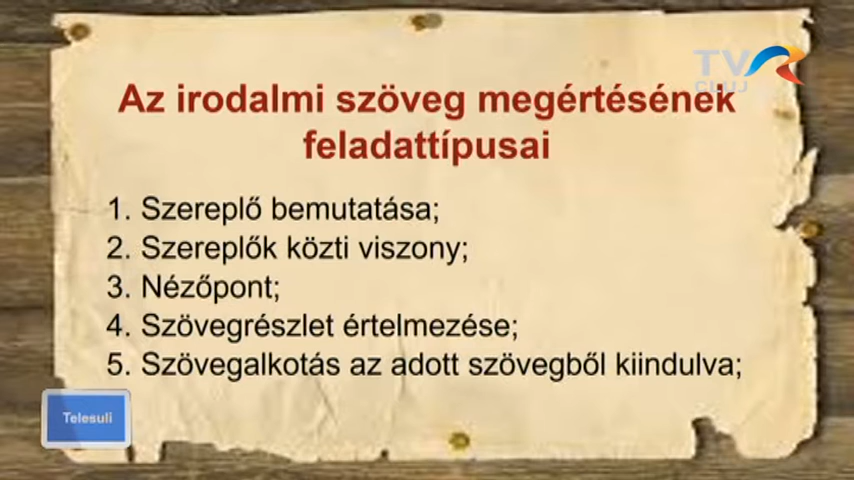 TVR
CLUJ
Az irodalmi szöveg megértésének
feladattípusai
1. Szereplő bemutatása;
2. Szereplők közti viszony;
3. Nézőpont;
4. Szövegrészlet értelmezése;
5. Szövegalkotás az adott szövegből kiindulva;
Telesuli